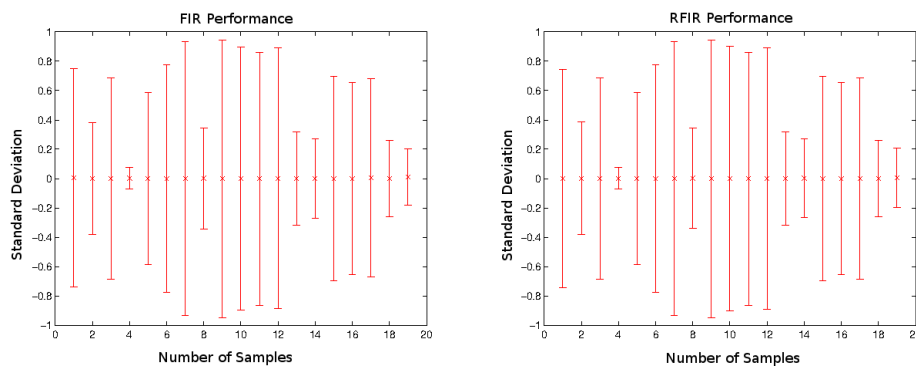 FIR Performance
1
0.8
0.6
0.4
0.2
0
−0.2
−0.4
−0.6
−0.8
−1
Standard Deviation
0 2 4 6 8 10 12 14 16 18 20
Number of Samples
RFIR Performance
1
0.8
0.6
0.4
0.2
0
−0.2
−0.4
−0.6
−0.8
−1
Standard Deviation
0 2 4 6 8 10 12 14 16 18
Number of Samples